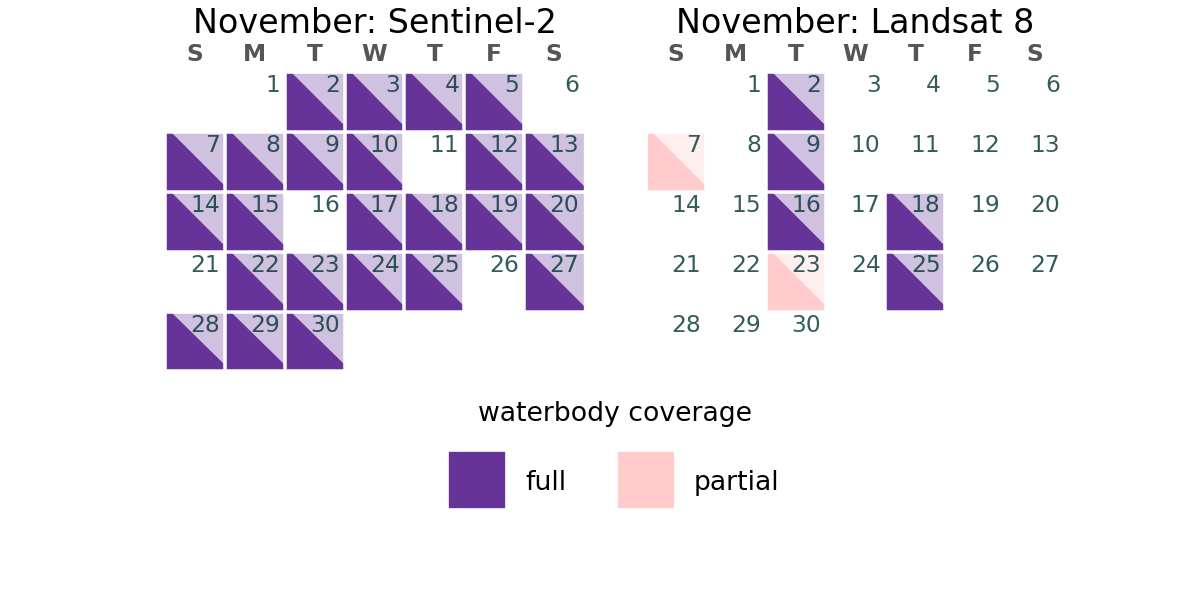 November: Sentinel-2
S M T W T F S
1 2 3 4 5 6
7 8 9 10 11 12 13
14 15 16 17 18 19 20
21 22 23 24 25 26 27
28 29 30
November: Landsat 8
S M T W T F S
1 2 3 4 5 6
7 8 9 10 11 12 13
14 15 16 17 18 19 20
21 22 23 24 25 26 27
28 29 30
waterbody coverage
full partial